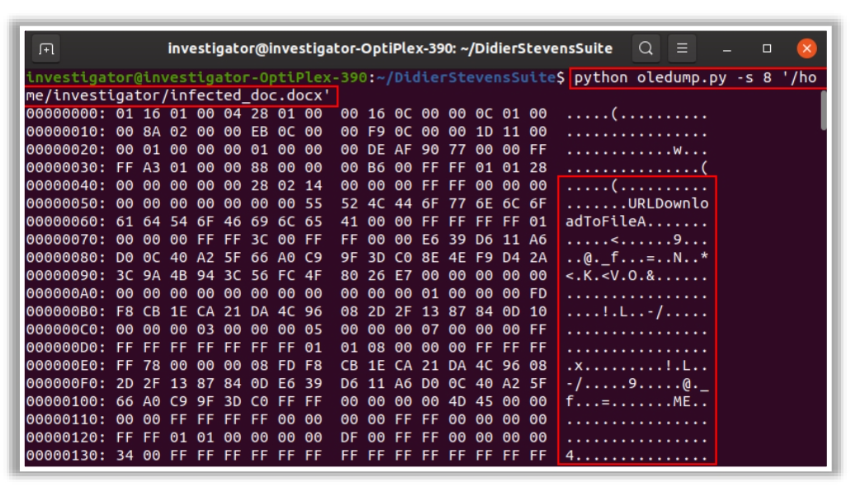 investigator@investigator-OptiPlex-390: ~/DidierStevensSuite
investigator@investigator-OptiPlex-390:~/DidierStevensSuite$ python oledump.py -s 8 '/ho
me/investigator/infected_doc.docx'
00000000: 01 16 01 00 04 28 01 00  00 16 0C 00 00 0C 01 00  .....(..........
00000010: 00 8A 02 00 00 EB 0C 00  00 F9 0C 00 00 1D 11 00  ................
00000020: 00 01 00 00 00 01 00 00  00 DE AF 90 77 00 00 FF  ............w...
00000030: FF A3 01 00 00 88 00 00  00 B6 00 FF FF 01 01 28  ...............(
00000040: 00 00 00 00 00 28 02 14  00 00 00 FF FF 00 00 00  .....(..........
00000050: 00 00 00 00 00 00 00 55  52 4C 44 6F 77 6E 6C 6F  .......URLDownlo
00000060: 61 64 54 6F 46 69 6C 65  41 00 00 FF FF FF FF 01  adToFileA.......
00000070: 00 00 00 FF FF 3C 00 FF  FF 00 00 E6 39 D6 11 A6  .....<......9...
00000080: D0 0C 40 A2 5F 66 A0 C9  9F 3D C0 8E 4E F9 D4 2A  ..@._f...=..N..*
00000090: 3C 9A 4B 94 3C 56 FC 4F  80 26 E7 00 00 00 00 00  <.K.<V.O.&......
000000A0: 00 00 00 00 00 00 00 00  00 00 00 01 00 00 00 FD  ................
000000B0: F8 CB 1E CA 21 DA 4C 96  08 2D 2F 13 87 84 0D 10  ....!.L..-/.....
000000C0: 00 00 00 03 00 00 00 05  00 00 00 07 00 00 00 FF  ................
000000D0: FF FF FF FF FF FF FF 01  01 08 00 00 00 FF FF FF  ................
000000E0: FF 78 00 00 00 08 FD F8  CB 1E CA 21 DA 4C 96 08  .x.........!.L..
000000F0: 2D 2F 13 87 84 0D E6 39  D6 11 A6 D0 0C 40 A2 5F  -/.....9.....@._
00000100: 66 A0 C9 9F 3D C0 FF FF  00 00 00 00 4D 45 00 00  f...=.......ME..
00000110: 00 00 FF FF FF FF 00 00  00 00 FF FF 00 00 00 00  ................
00000120: FF FF 01 01 00 00 00 00  DF 00 FF FF 00 00 00 00  ................
00000130: 34 00 FF FF FF FF FF FF  FF FF FF FF FF FF FF FF  4...............